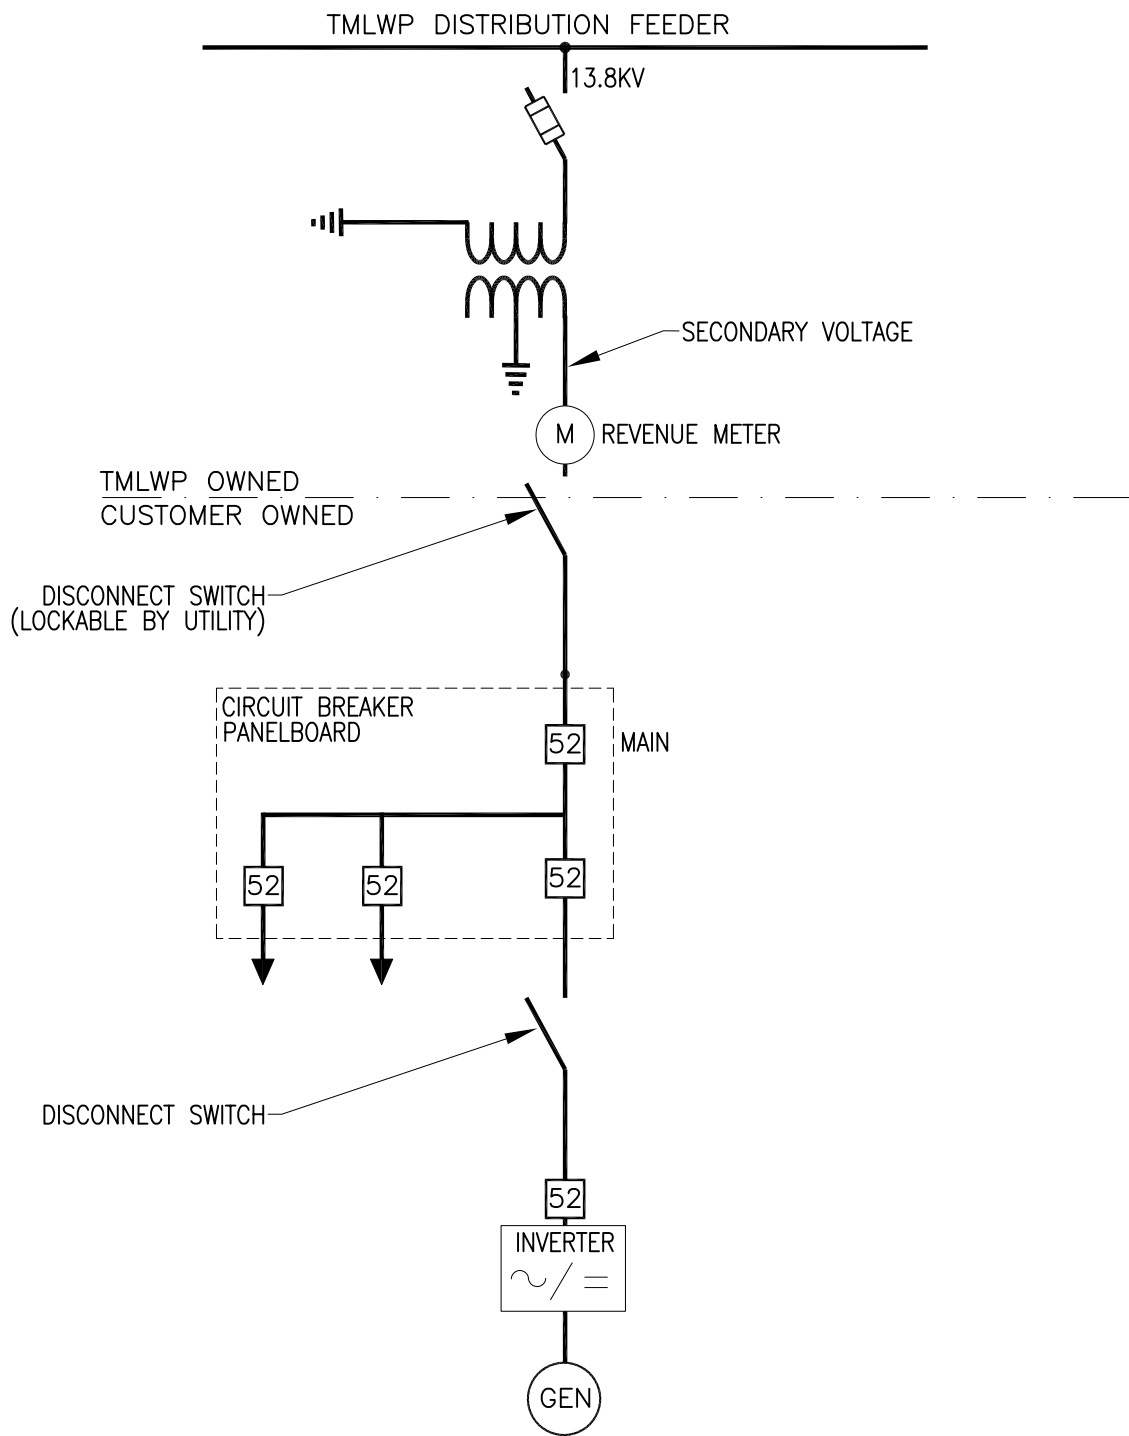 TMLWP DISTRIBUTION FEEDER
13.8KV
SECONDARY VOLTAGE
M
REVENUE METER
TMLWP OWNED
CUSTOMER OWNED
DISCONNECT SWITCH
(LOCKABLE BY UTILITY)
CIRCUIT BREAKER
PANELBOARD
52
MAIN
52
52
52
DISCONNECT SWITCH
52
INVERTER
GEN